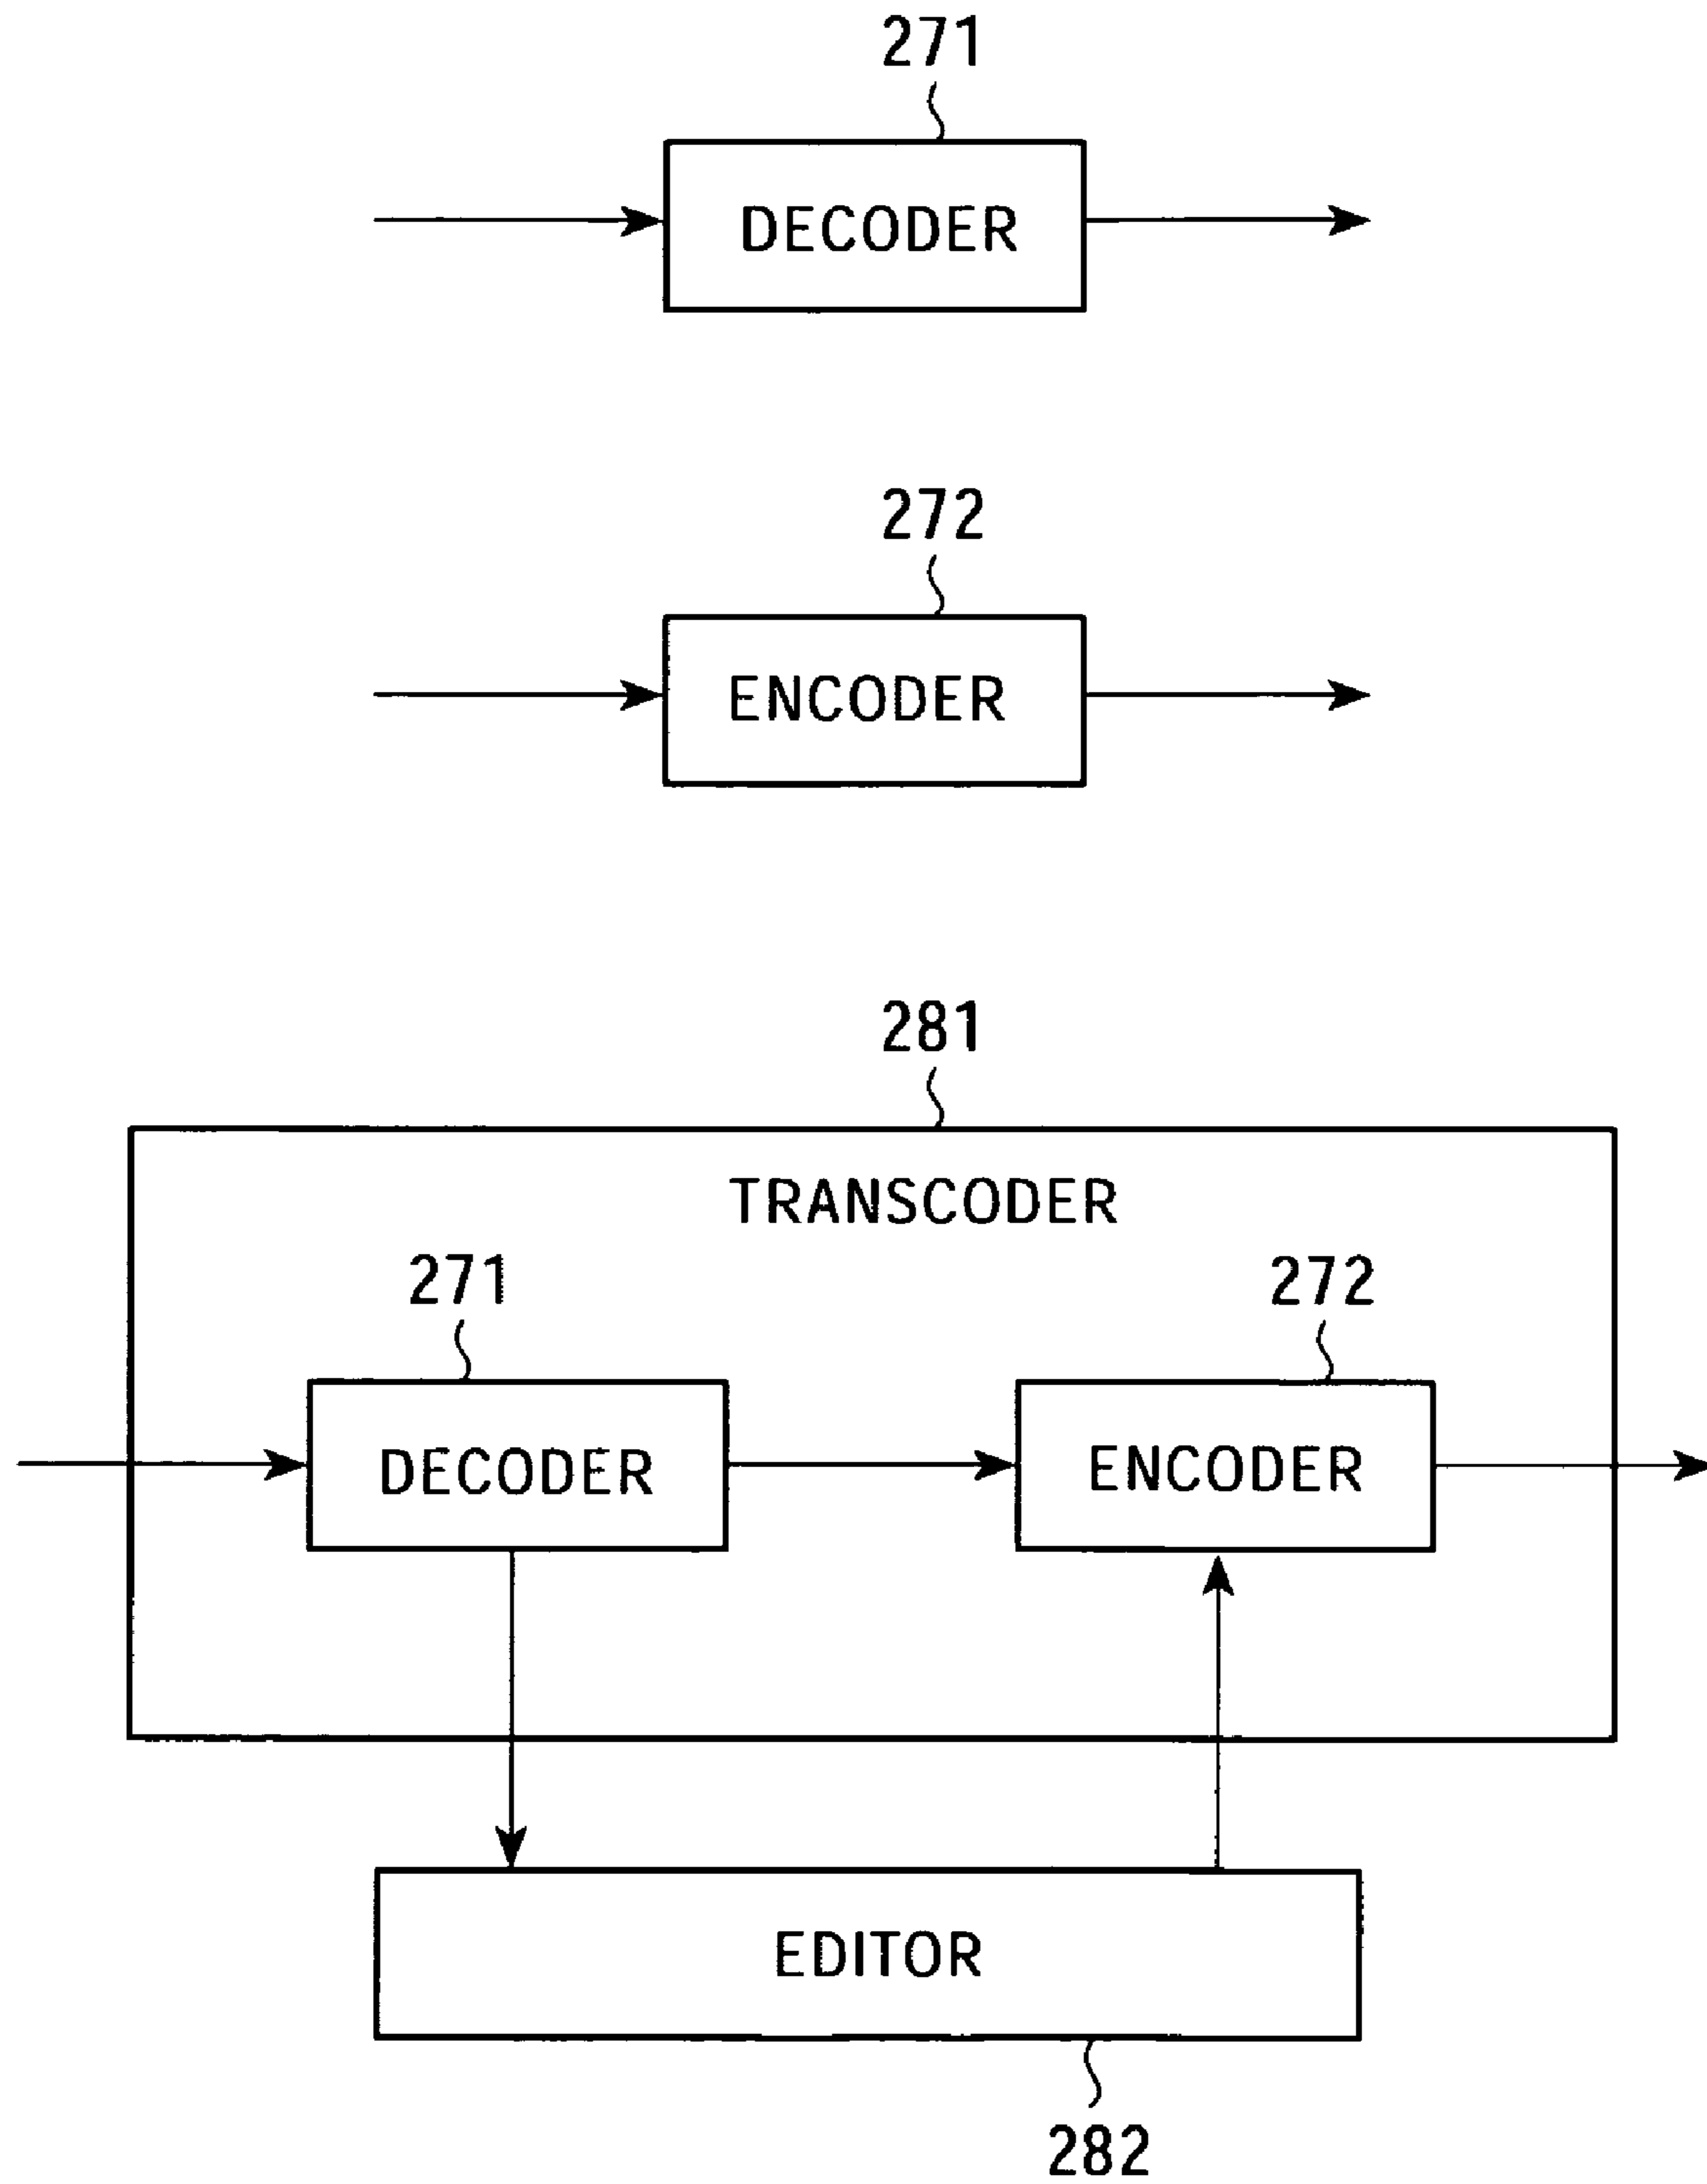 271
DECODER
272
ENCODER
281
TRANSCODER
271
272
DECODER
ENCODER
EDITOR
282